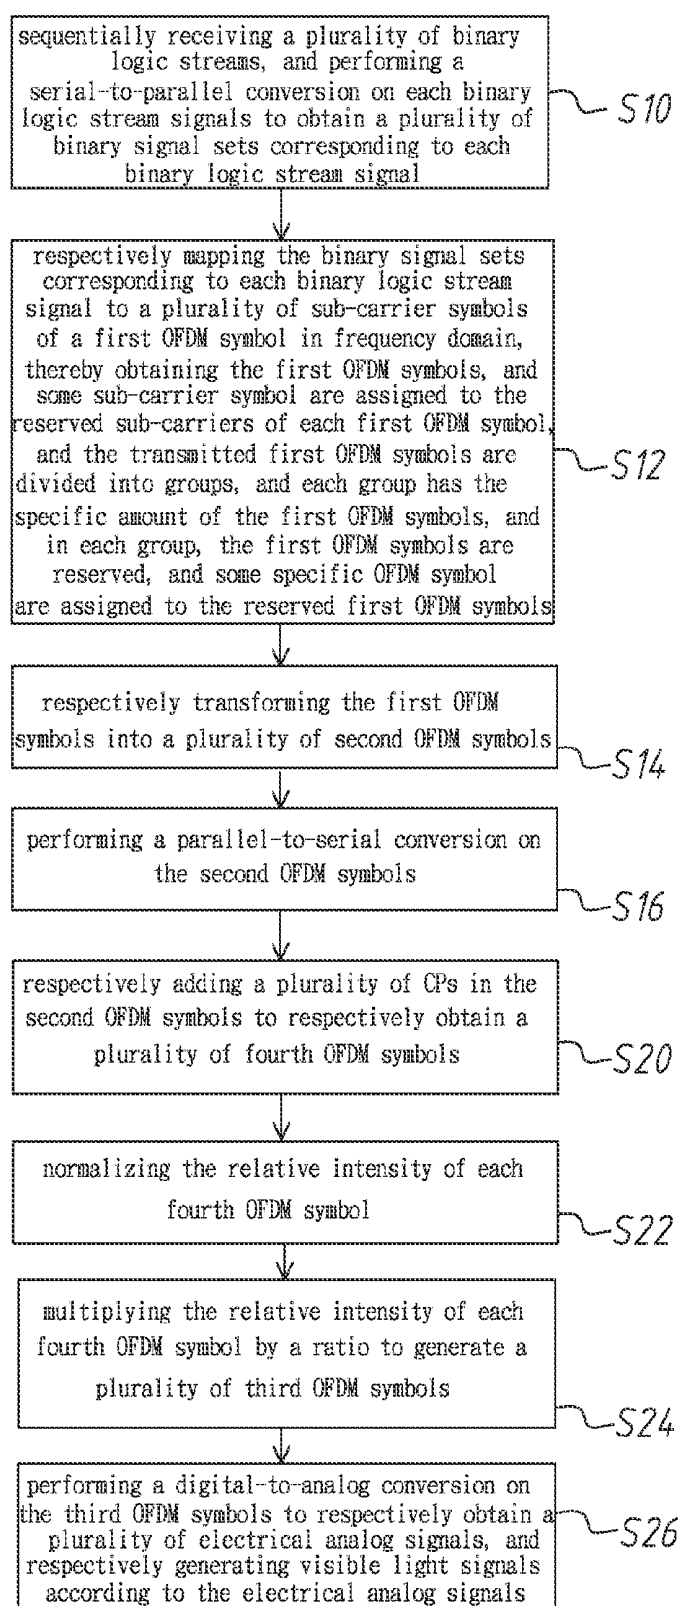 sequentially receiving a plurality of binary
logic streams, and performing a
serial-to-parallel conversion on each binary
logic stream signals to obtain a plurality of
binary signal sets corresponding to each
binary logic stream signal
S10
respectively mapping the binary signal sets
corresponding to each binary logic stream
signal to a plurality of sub-carrier symbols
of a first OFDM symbol in frequency domain,
thereby obtaining the first OFDM symbols, and
some sub-carrier symbol are assigned to the
reserved sub-carriers of each first OFDM symbol,
and the transmitted first OFDM symbols are
divided into groups, and each group has the
specific amount of the first OFDM symbols, and
in each group, the first OFDM symbols are
reserved, and some specific OFDM symbol
are assigned to the reserved first OFDM symbols
S12
respectively transforming the first OFDM
symbols into a plurality of second OFDM symbols
S14
performing a parallel-to-serial conversion on
the second OFDM symbols
S16
respectively adding a plurality of CPs in the
second OFDM symbols to respectively obtain a
plurality of fourth OFDM symbols
S20
normalizing the relative intensity of each
fourth OFDM symbol
S22
multiplying the relative intensity of each
fourth OFDM symbol by a ratio to generate a
plurality of third OFDM symbols
S24
performing a digital-to-analog conversion on
the third OFDM symbols to respectively obtain a
plurality of electrical analog signals, and
respectively generating visible light signals
according to the electrical analog signals
S26